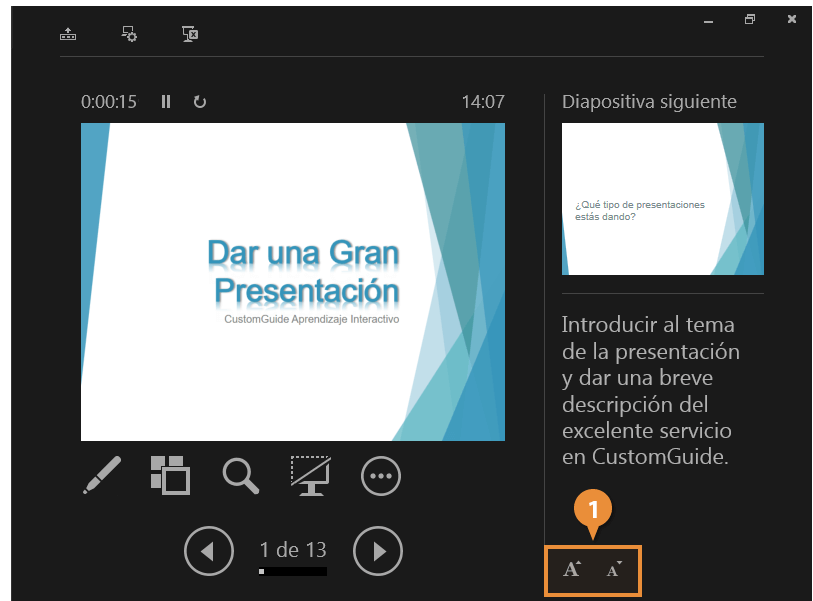 0:00:15
14:07
Diapositiva siguiente
Dar una Gran
Presentación
CustomGuide Aprendizaje Interactivo
¿Qué tipo de presentaciones
estás dando?
Introducir al tema
de la presentación
y dar una breve
descripción del
excelente servicio
en CustomGuide.
1 de 13
1
A A